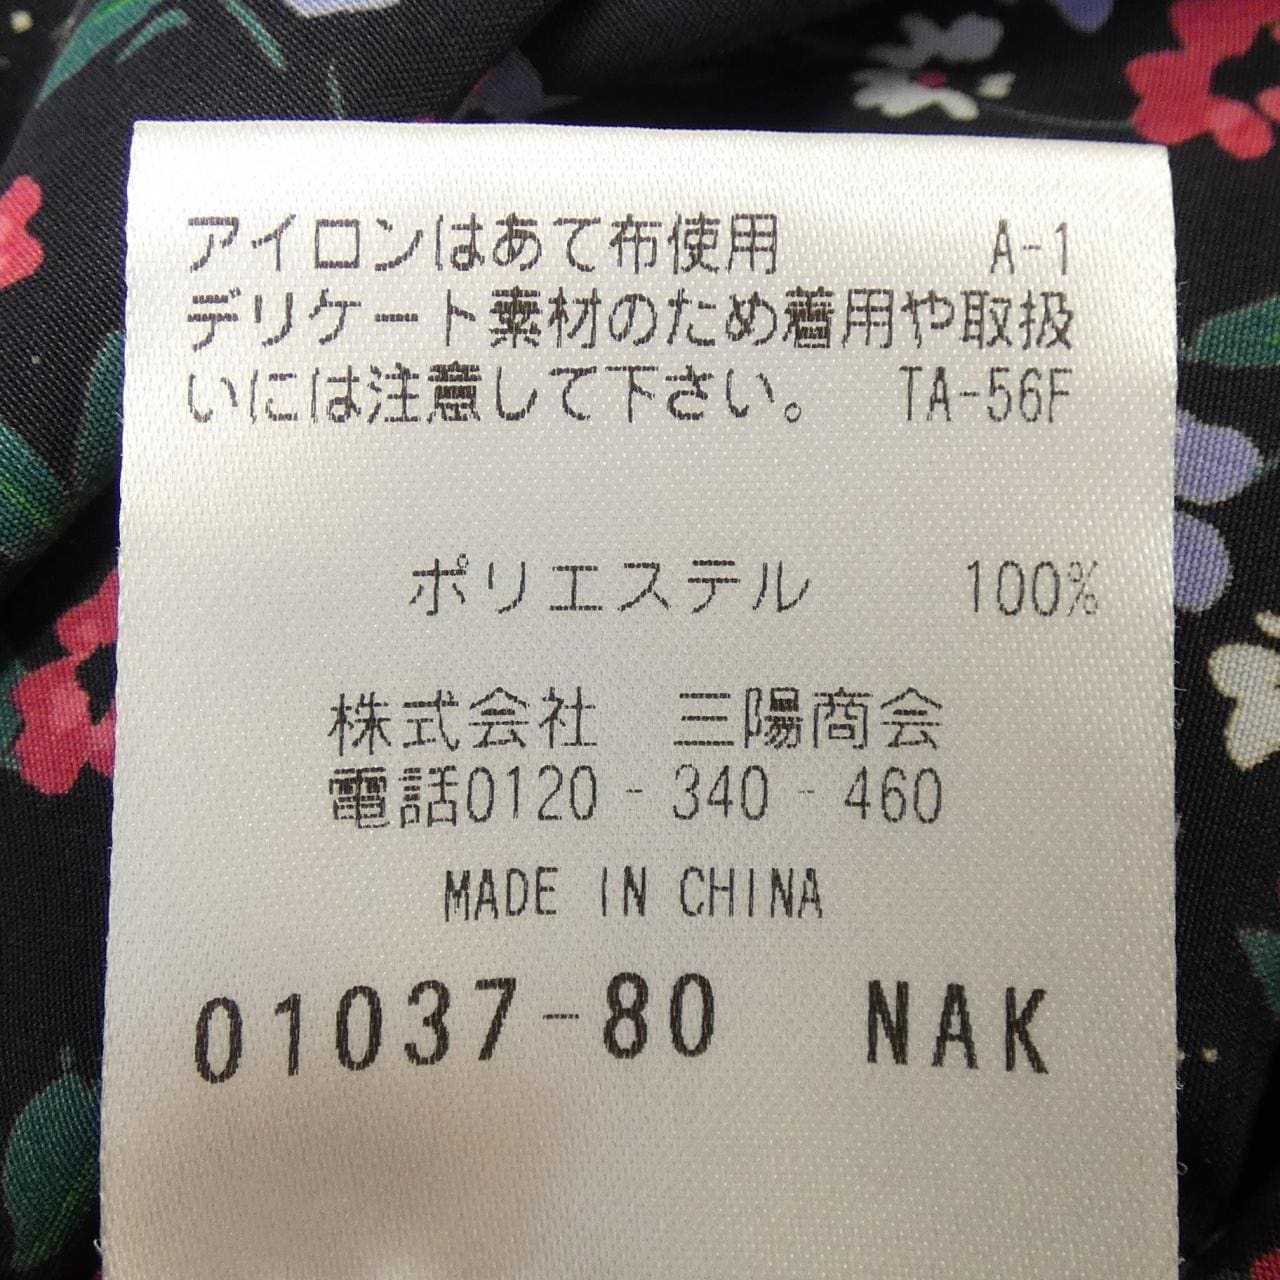 アイロンはあて布使用 A-1
デリケート素材のため着用や取扱
いには注意して下さい。 TA-56F
ポリエステル 100%
株式会社 三陽商会
電話0120-340-460
MADE IN CHINA
01037-80 NAK